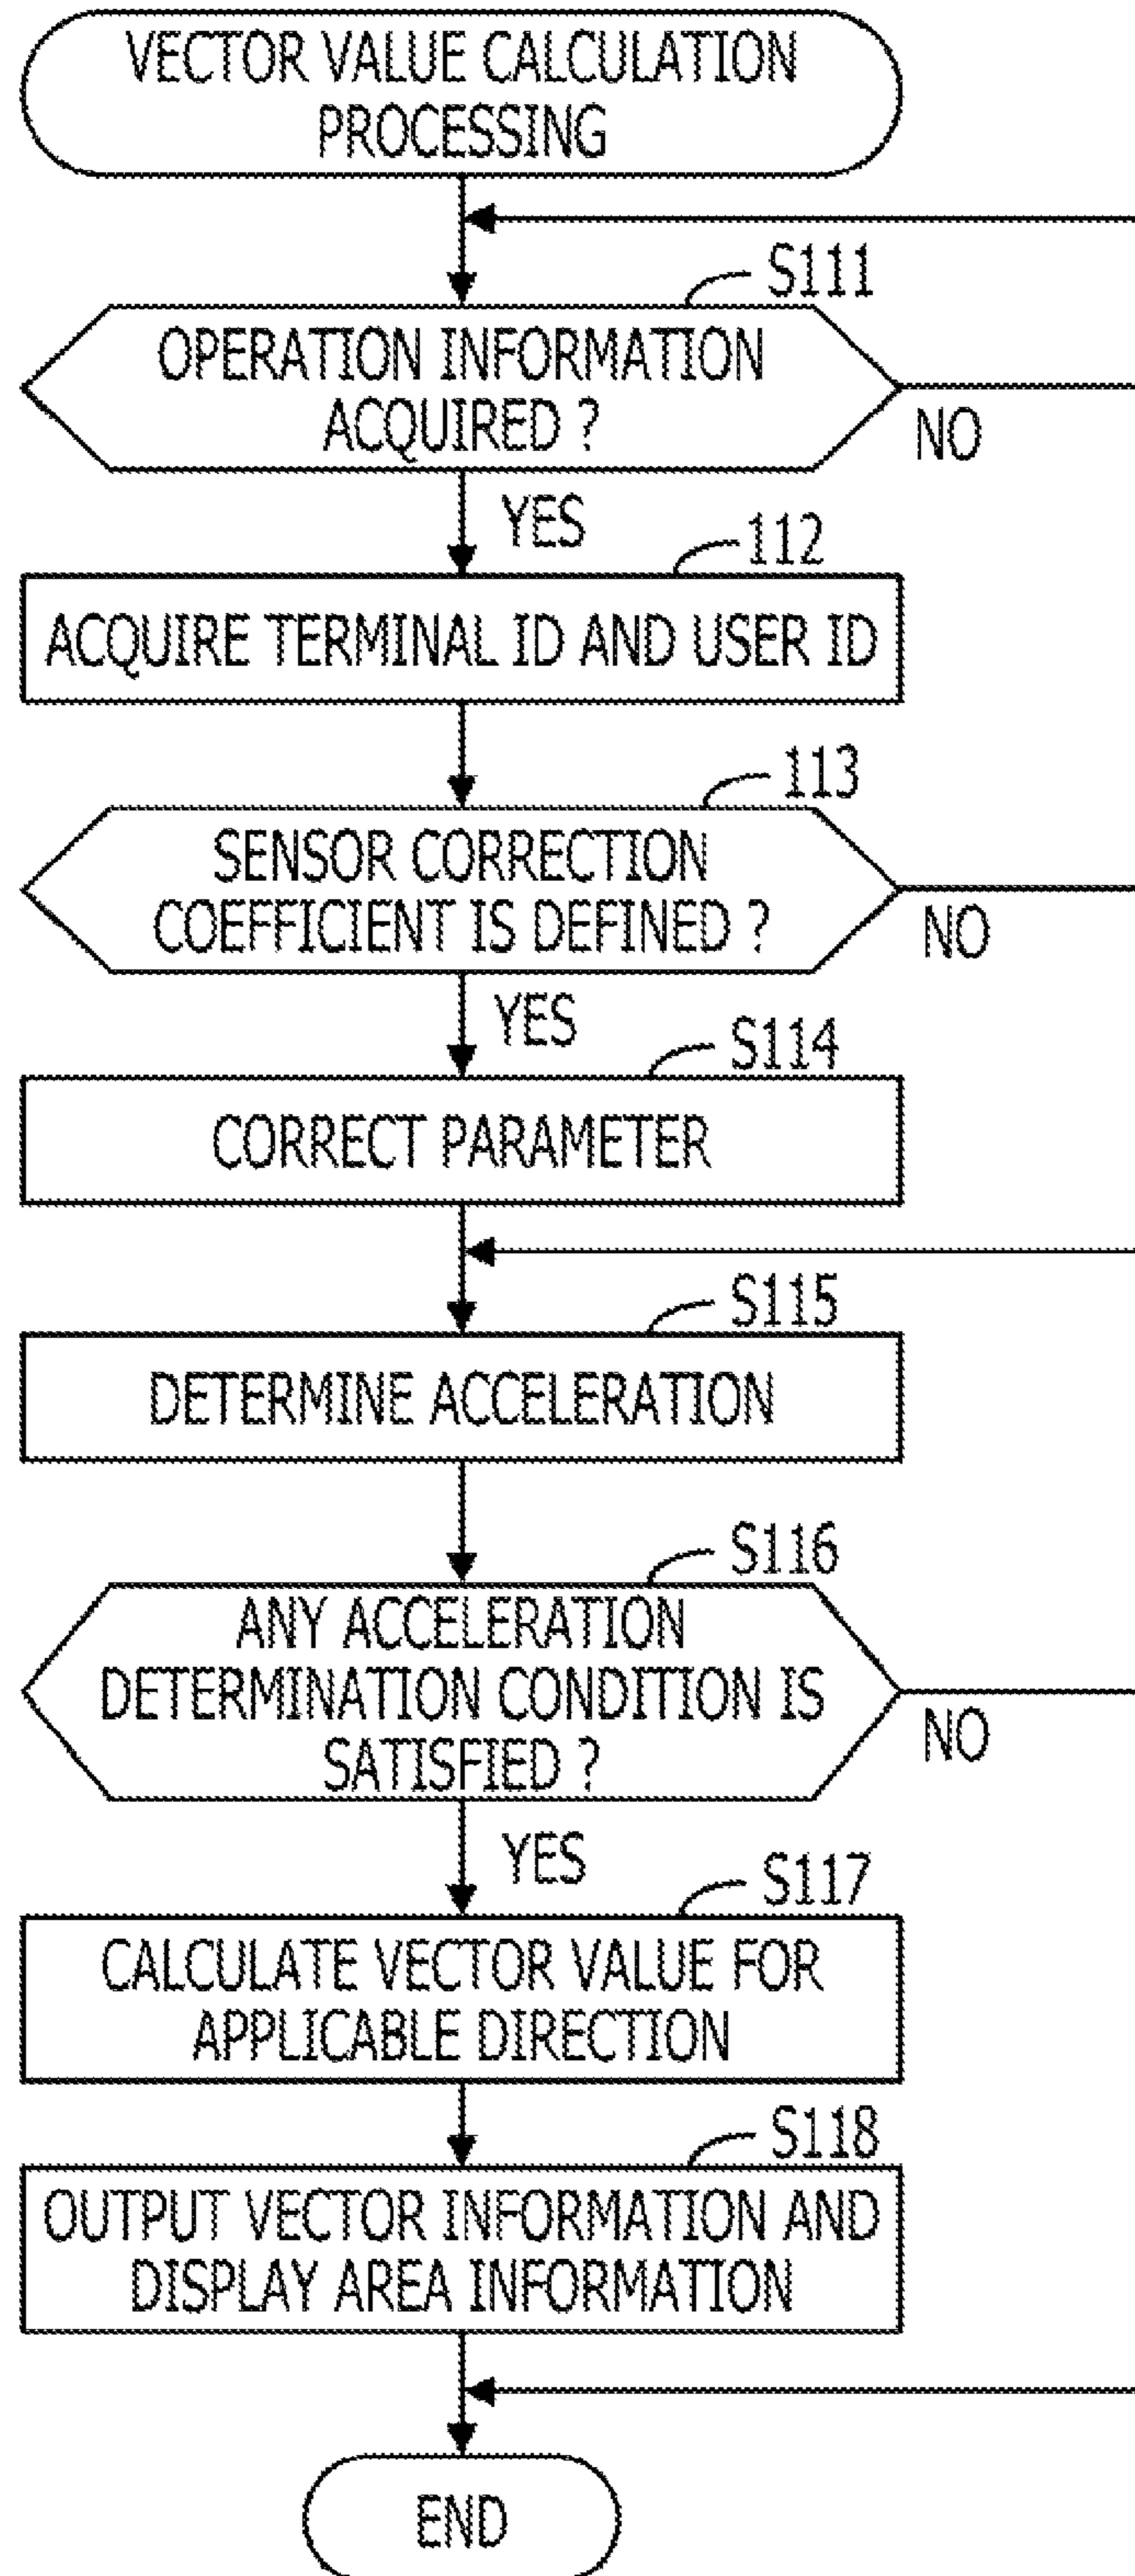 VECTOR VALUE CALCULATION
PROCESSING
S111
OPERATION INFORMATION
ACQUIRED ?
NO
YES
112
ACQUIRE TERMINAL ID AND USER ID
113
SENSOR CORRECTION
COEFFICIENT IS DEFINED ?
NO
YES
S114
CORRECT PARAMETER
S115
DETERMINE ACCELERATION
S116
ANY ACCELERATION
DETERMINATION CONDITION IS
SATISFIED ?
NO
YES
S117
CALCULATE VECTOR VALUE FOR
APPLICABLE DIRECTION
S118
OUTPUT VECTOR INFORMATION AND
DISPLAY AREA INFORMATION
END